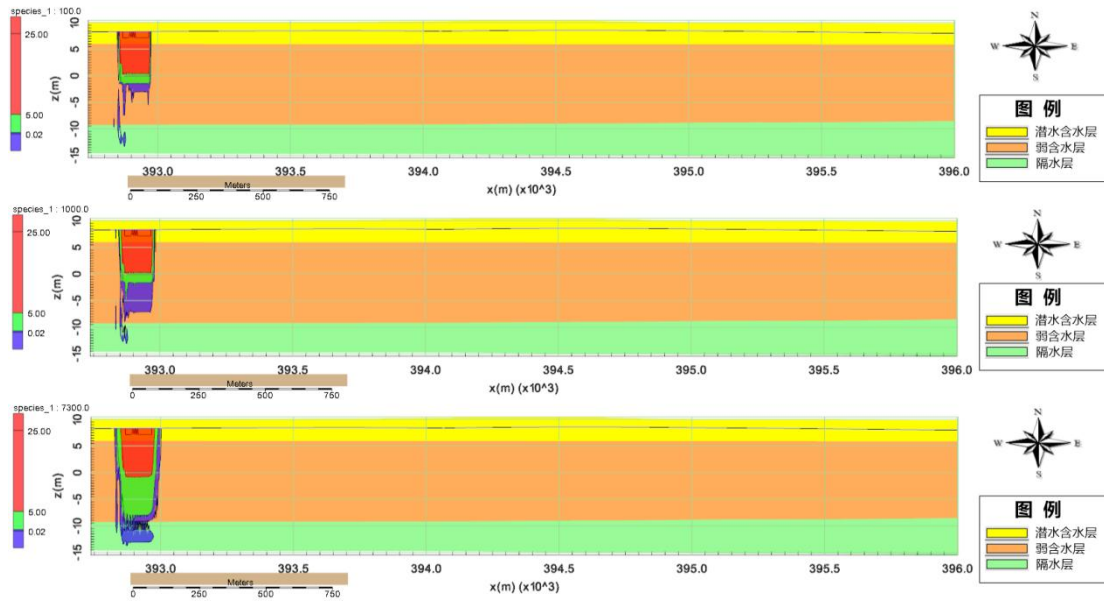 species_1 : 100.0
25.00
5.00
0.02
z(m)
10
5
0
-5
-10
-15
393.0
393.5
394.0
394.5
395.0
395.5
396.0
x(m) (x10^3)
Meters
0
250
500
750
N
W
E
S
图 例
潜水含水层
弱含水层
隔水层
species_1 : 1000.0
25.00
5.00
0.02
z(m)
10
5
0
-5
-10
-15
393.0
393.5
394.0
394.5
395.0
395.5
396.0
x(m) (x10^3)
Meters
0
250
500
750
N
W
E
S
图 例
潜水含水层
弱含水层
隔水层
species_1 : 7300.0
25.00
5.00
0.02
z(m)
10
5
0
-5
-10
-15
393.0
393.5
394.0
394.5
395.0
395.5
396.0
x(m) (x10^3)
Meters
0
250
500
750
N
W
E
S
图 例
潜水含水层
弱含水层
隔水层